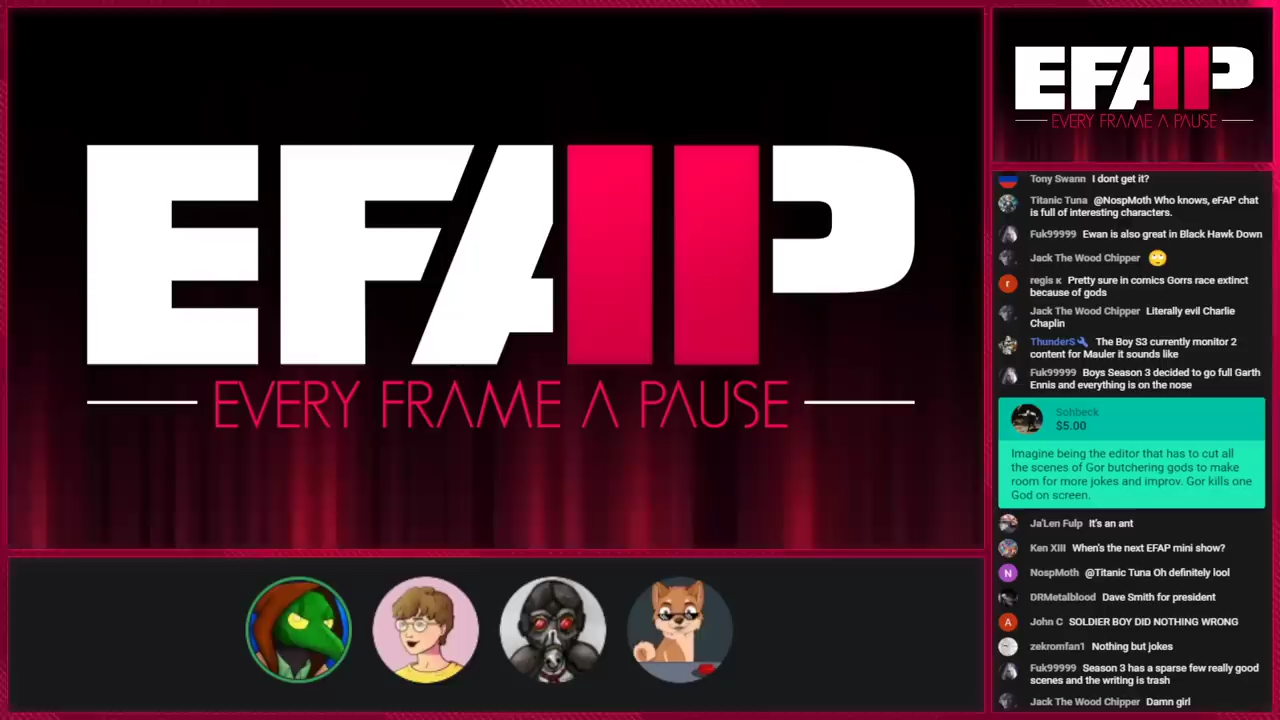 EFAP
EVERY FRAME A PAUSE
EFAP
EVERY FRAME A PAUSE
Tony Swann I dont get it?
Titanic Tuna @NospMoth Who knows, eFAP chat
is full of interesting characters.
Fuk99999 Ewan is also great in Black Hawk Down
Jack The Wood Chipper 🙄
r
regis ĸ Pretty sure in comics Gorrs race extinct
because of gods
Jack The Wood Chipper Literally evil Charlie
Chaplin
ThunderS The Boy S3 currently monitor 2
content for Mauler it sounds like
Fuk99999 Boys Season 3 decided to go full Garth
Ennis and everything is on the nose
Sohbeck
$5.00
Imagine being the editor that has to cut all
the scenes of Gor butchering gods to make
room for more jokes and improv. Gor kills one
God on screen.
Ja'Len Fulp It's an ant
Ken XIII When's the next EFAP mini show?
N
NospMoth @Titanic Tuna Oh definitely lool
DRMetalblood Dave Smith for president
A
John C SOLDIER BOY DID NOTHING WRONG
zekromfan1 Nothing but jokes
Fuk99999 Season 3 has a sparse few really good
scenes and the writing is trash
Jack The Wood Chipper Damn girl